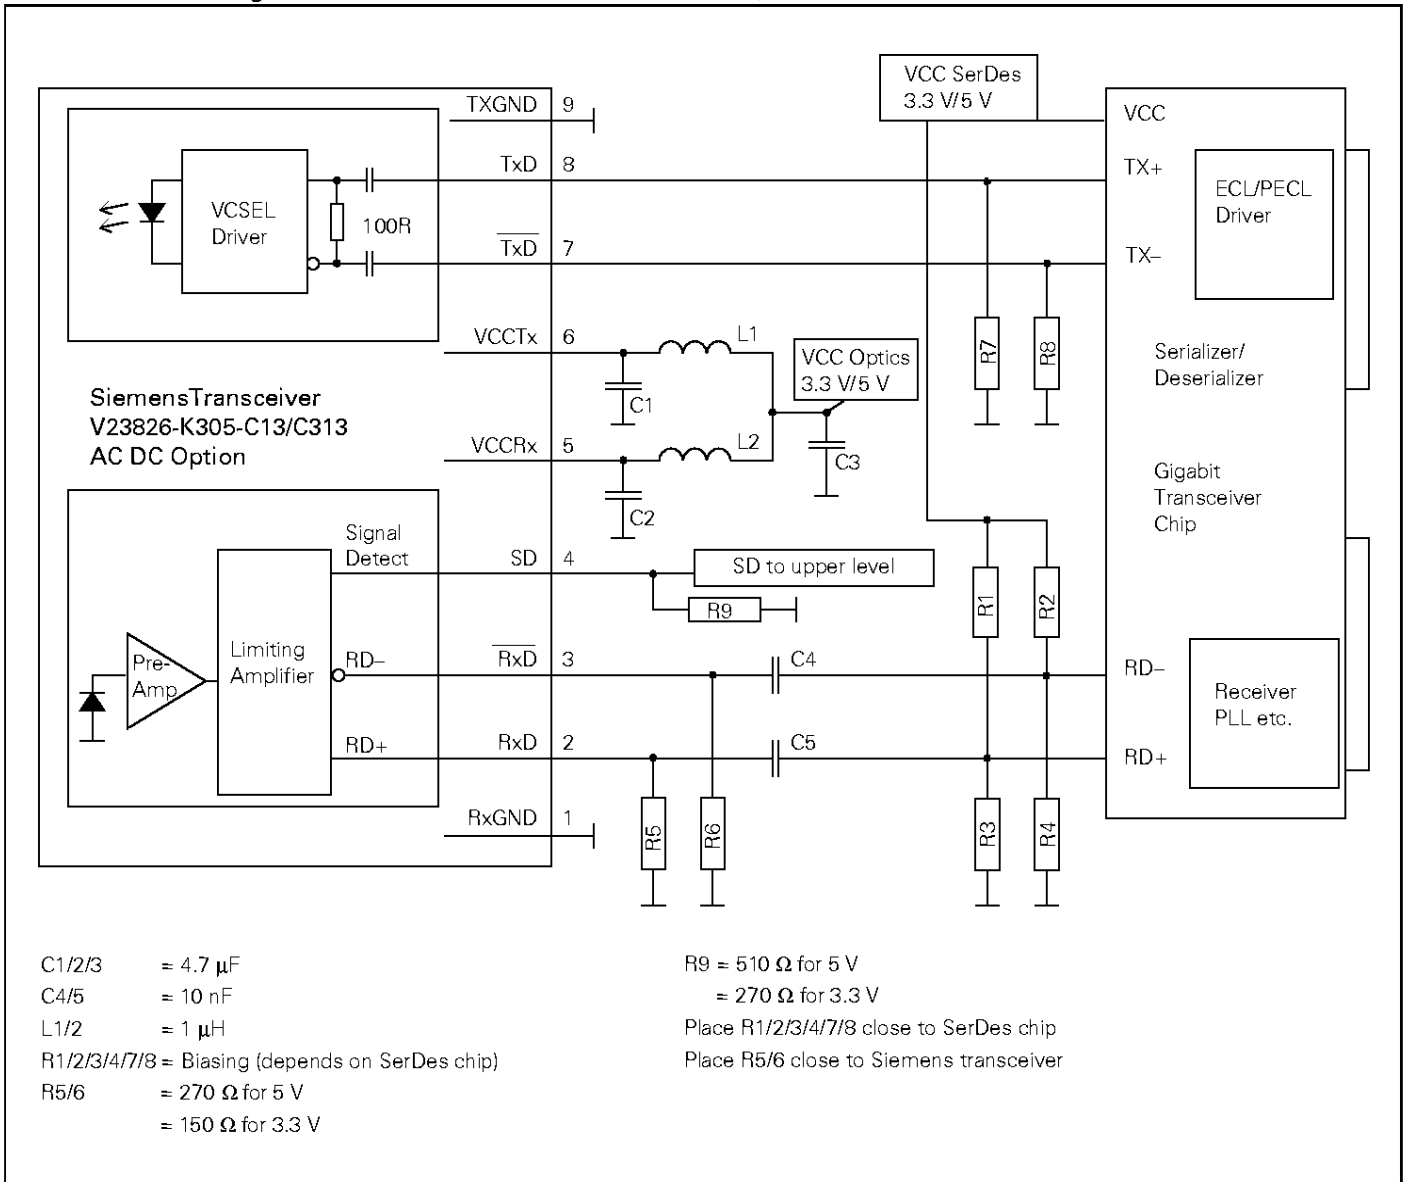 VCC SerDes
3.3 V/5 V
TXGND 9
VCC
TxD 8
TX+
ECL/PECL
Driver
VCSEL
Driver
100R
TxD 7
TX–
VCCTx 6
L1
VCC Optics
3.3 V/5 V
R7
R8
Serializer/
Deserializer
C1
SiemensTransceiver
V23826-K305-C13/C313
AC DC Option
VCCRx 5
L2
C3
Gigabit
Transceiver
Chip
C2
Signal
Detect
SD 4
SD to upper level
R9
R1
R2
Pre-
Amp
Limiting
Amplifier
RD–
RxD 3
C4
RD–
Receiver
PLL etc.
RD+
RxD 2
C5
RD+
RxGND 1
R5
R6
R3
R4
C1/2/3 = 4.7 µF
C4/5 = 10 nF
L1/2 = 1 µH
R1/2/3/4/7/8 = Biasing (depends on SerDes chip)
R5/6 = 270 Ω for 5 V
= 150 Ω for 3.3 V
R9 = 510 Ω for 5 V
= 270 Ω for 3.3 V
Place R1/2/3/4/7/8 close to SerDes chip
Place R5/6 close to Siemens transceiver